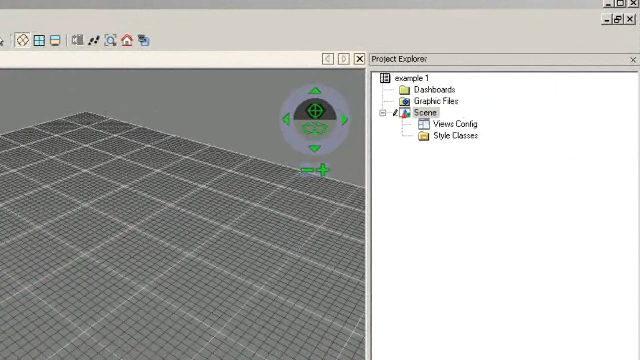 Project Explorer
example 1
Dashboards
Graphic Files
Scene
Views Config
Style Classes